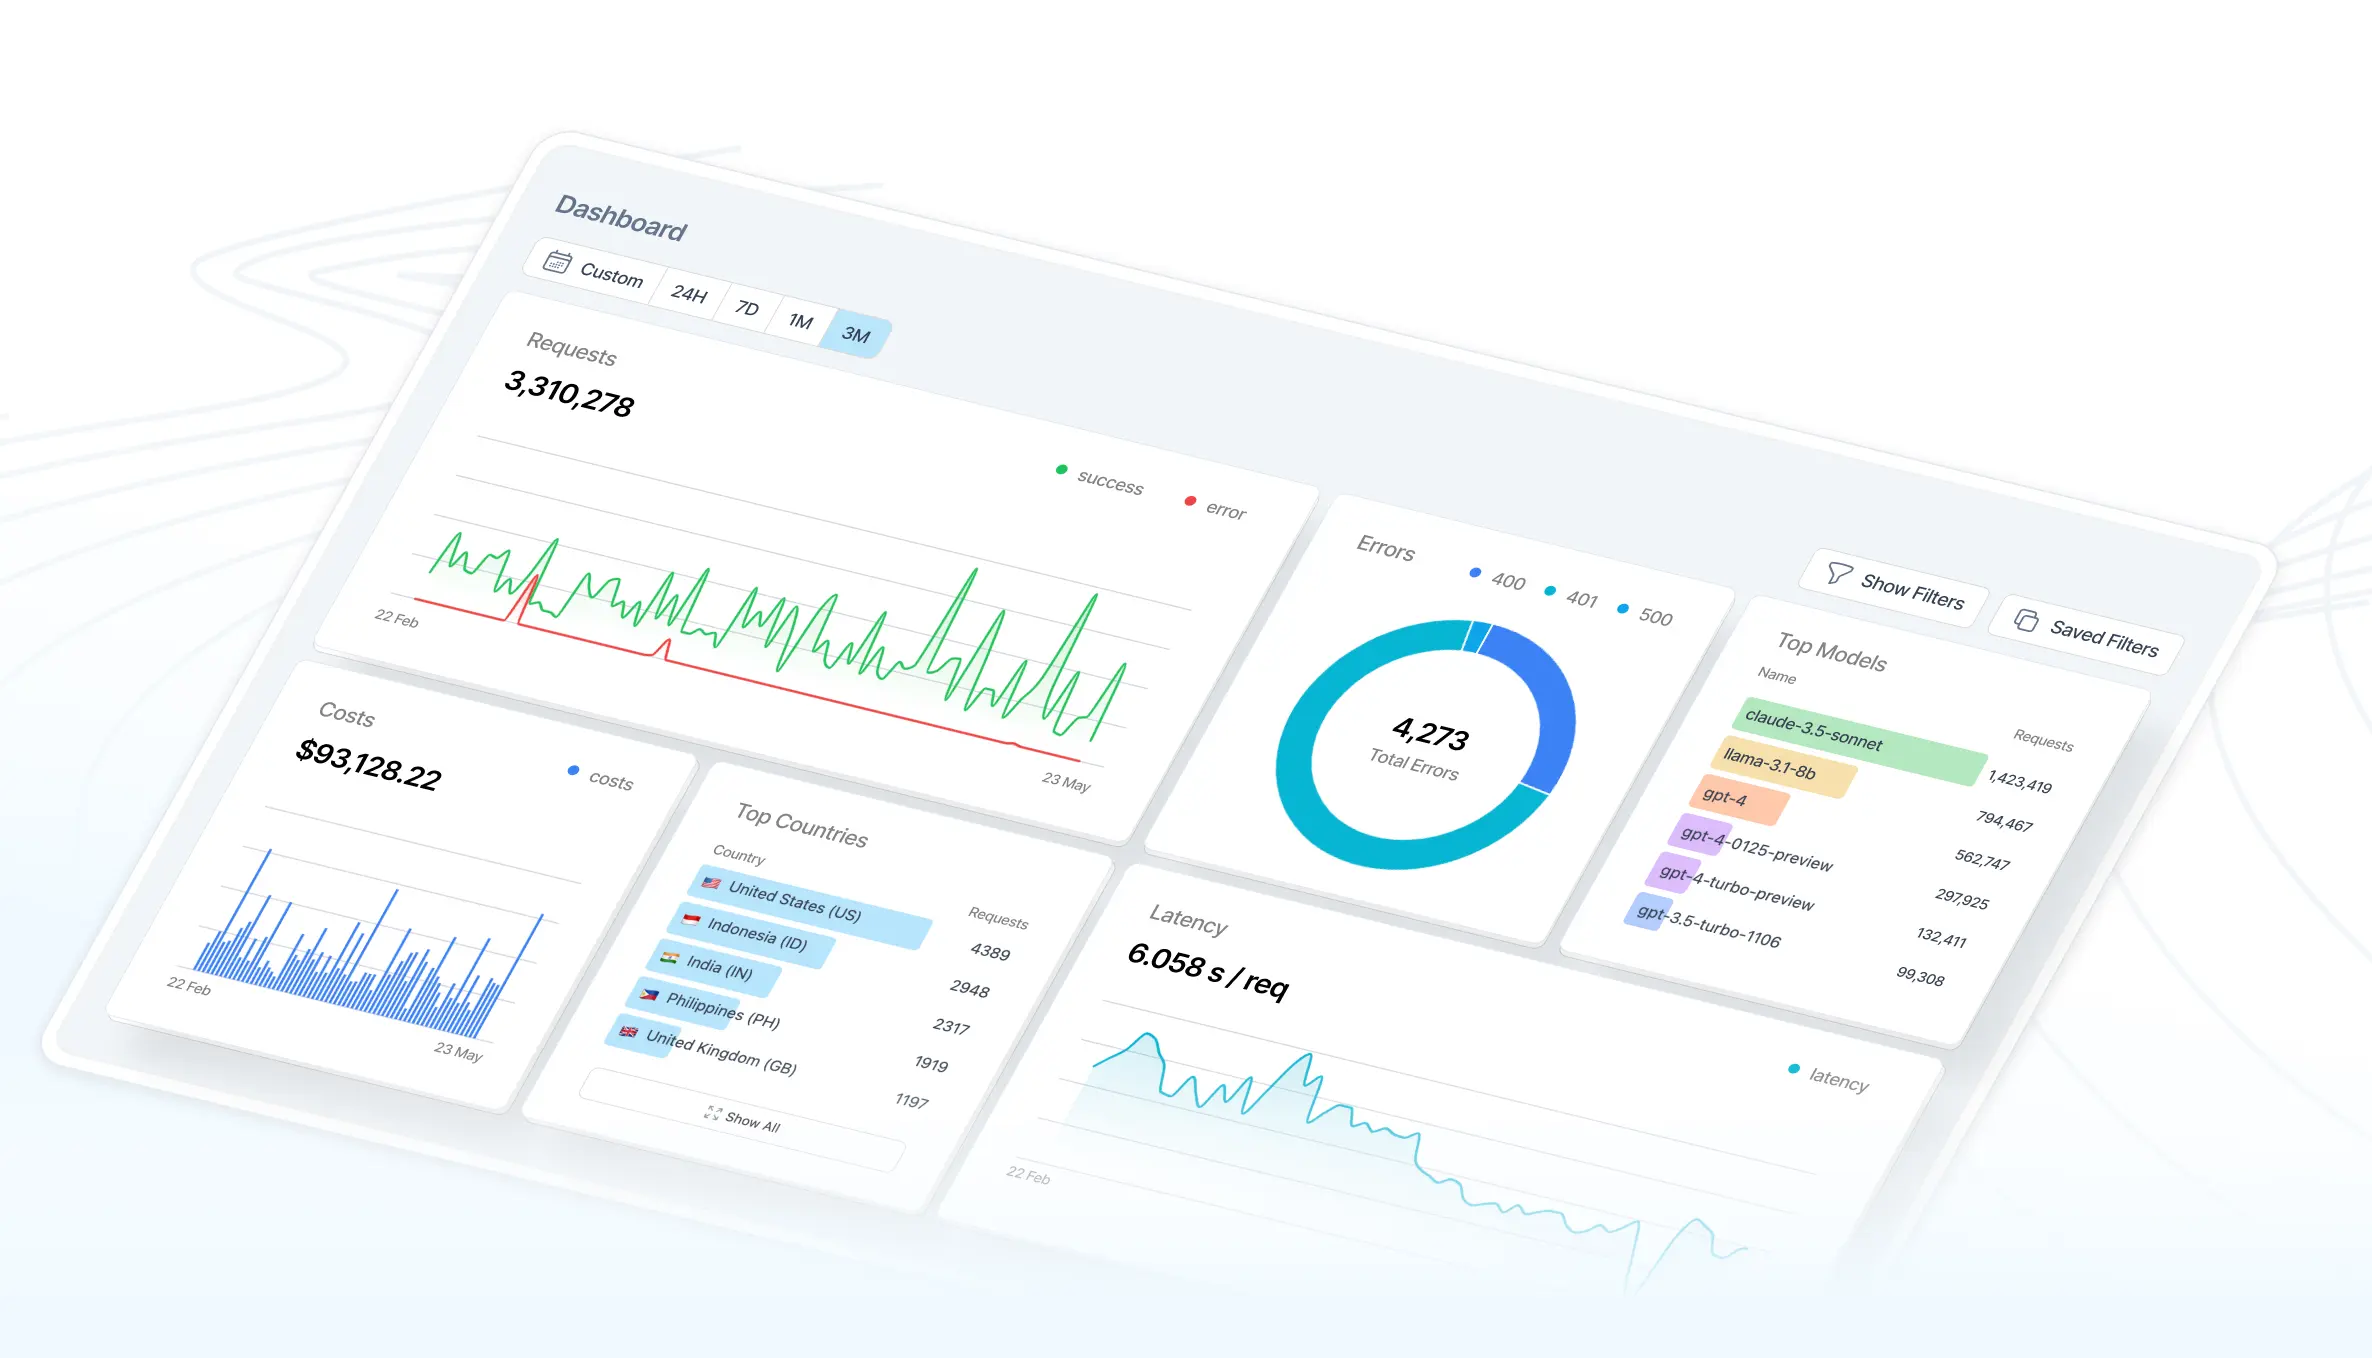 Dashboard
Custom 24H 7D 1M 3M
Requests
3,310,278
success error
22 Feb
23 May
Errors
400 401 500
4,273
Total Errors
Show Filters
Saved Filters
Top Models
Name Requests
claude-3.5-sonnet 1,423,419
llama-3.1-8b 794,467
gpt-4 562,747
gpt-4-0125-preview 297,925
gpt-4-turbo-preview 132,411
gpt-3.5-turbo-1106 99,308
Costs
$93,128.22
costs
22 Feb
23 May
Top Countries
Country Requests
United States (US) 4389
Indonesia (ID) 2948
India (IN) 2317
Philippines (PH) 1919
United Kingdom (GB) 1197
Show All
Latency
6.058 s / req
latency
22 Feb